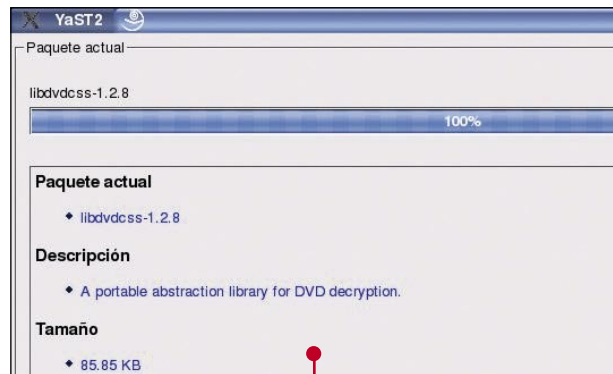 YaST2
Paquete actual
libdvdcss-1.2.8
100%
Paquete actual
libdvdcss-1.2.8
Descripción
A portable abstraction library for DVD decryption.
Tamaño
85.85 KB